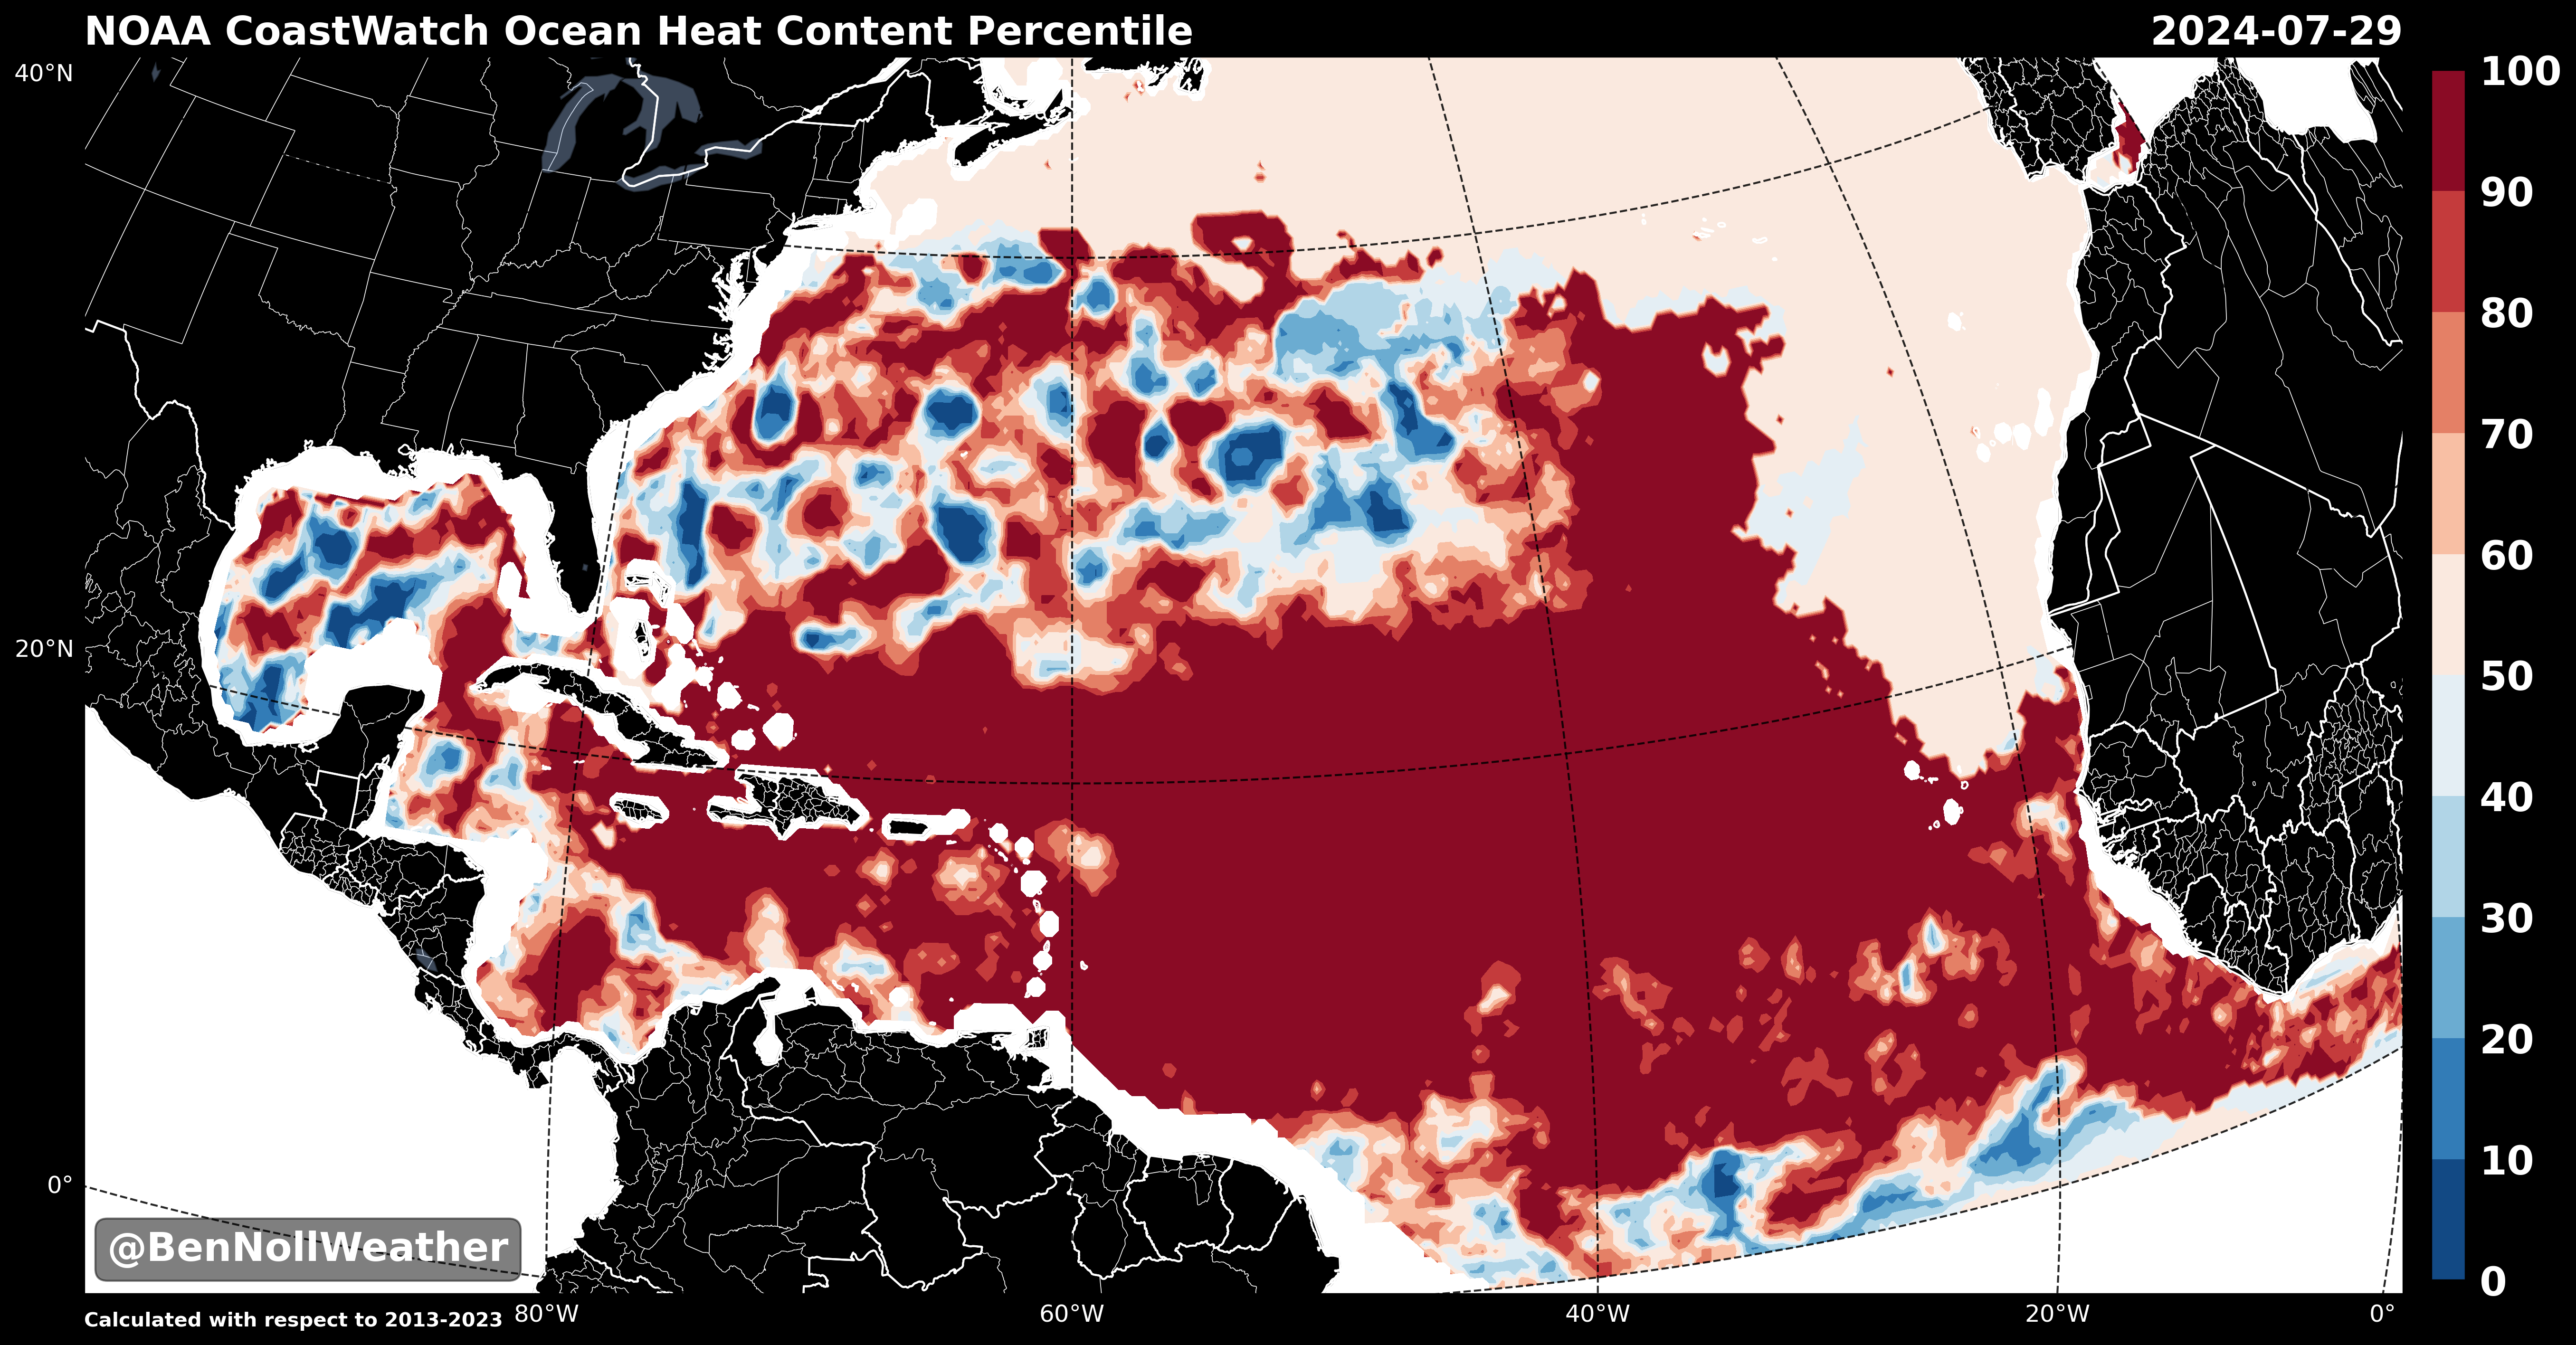 NOAA CoastWatch Ocean Heat Content Percentile 2024-07-29
40°N
20°N
0°
100
90
80
70
60
50
40
30
20
10
0
@BenNollWeather
Calculated with respect to 2013-2023 80°W 60°W 40°W 20°W 0°